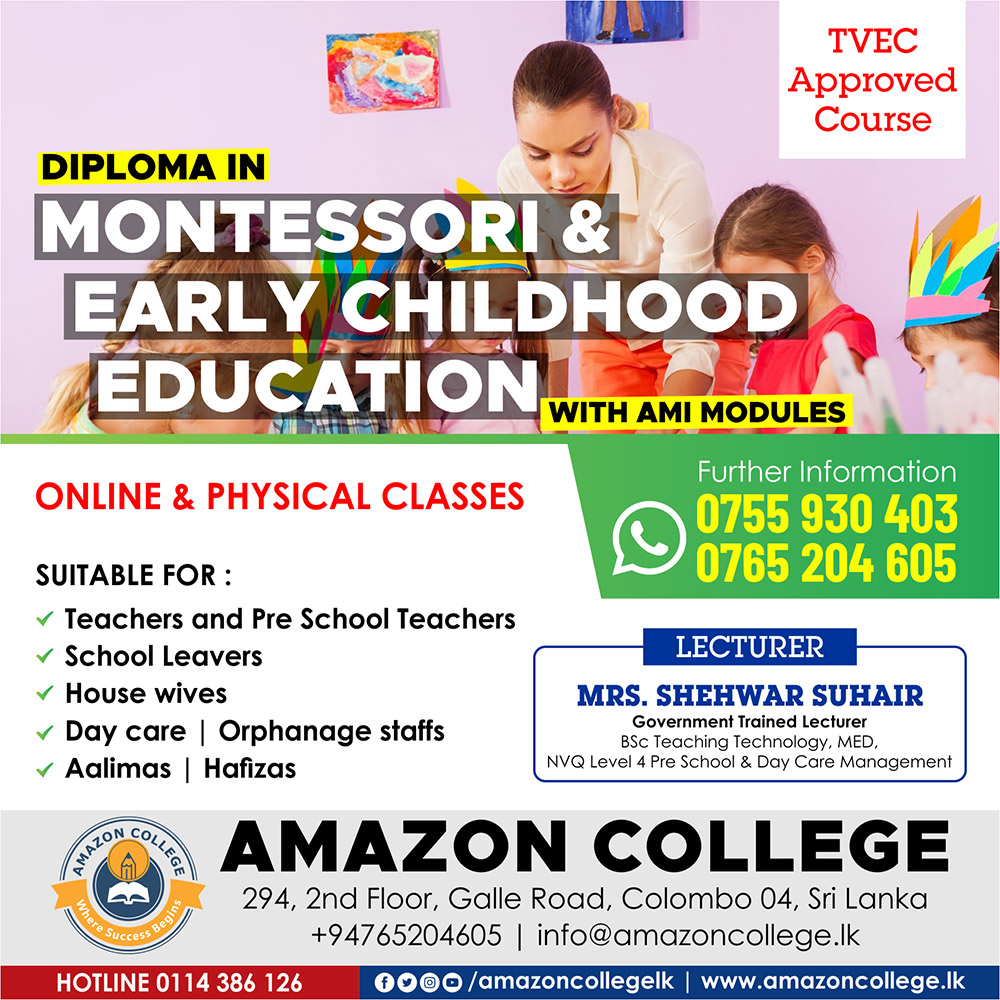 TVEC
Approved
Course
DIPLOMA IN
MONTESSORI &
EARLY CHILDHOOD
EDUCATION
WITH AMI MODULES
ONLINE & PHYSICAL CLASSES
Further Information
0755 930 403
0765 204 605
SUITABLE FOR :
Teachers and Pre School Teachers
School Leavers
House wives
Day care | Orphanage staffs
Aalimas | Hafizas
LECTURER
MRS. SHEHWAR SUHAIR
Government Trained Lecturer
BSc Teaching Technology, MED,
NVQ Level 4 Pre School & Day Care Management
AMAZON COLLEGE
Where Success Begins
AMAZON COLLEGE
294, 2nd Floor, Galle Road, Colombo 04, Sri Lanka
+94765204605 | info@amazoncollege.lk
HOTLINE 0114 386 126
/amazoncollegelk | www.amazoncollege.lk